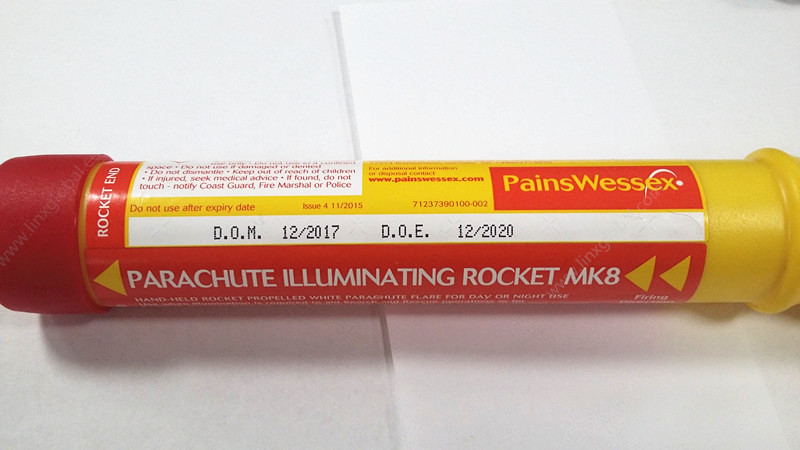 ROCKET END
space • Do not use if damaged or dented
• Do not dismantle • Keep out of reach of children
• If injured, seek medical advice • If found, do not
touch - notify Coast Guard, Fire Marshal or Police
For additional information
or disposal contact
www.painswessex.com
PainsWessex
Do not use after expiry date
Issue 4 11/2015
71237390100-002
D.O.M. 12/2017 D.O.E. 12/2020
PARACHUTE ILLUMINATING ROCKET MK8
HAND-HELD ROCKET PROPELLED WHITE PARACHUTE FLARE FOR DAY OR NIGHT USE
Firing